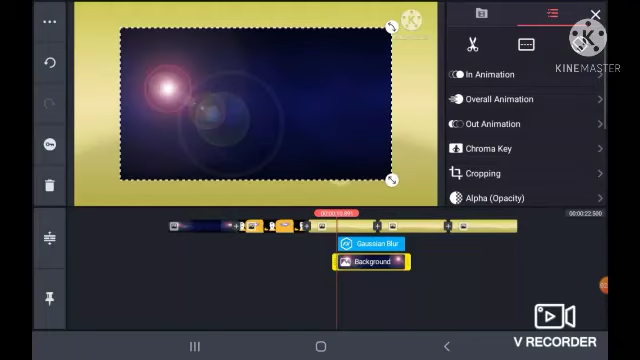 KINEMASTER
In Animation
Overall Animation
Out Animation
Chroma Key
Cropping
Alpha (Opacity)
00:00:10.891
00:00:22.500
Gaussian Blur
Background
V RECORDER